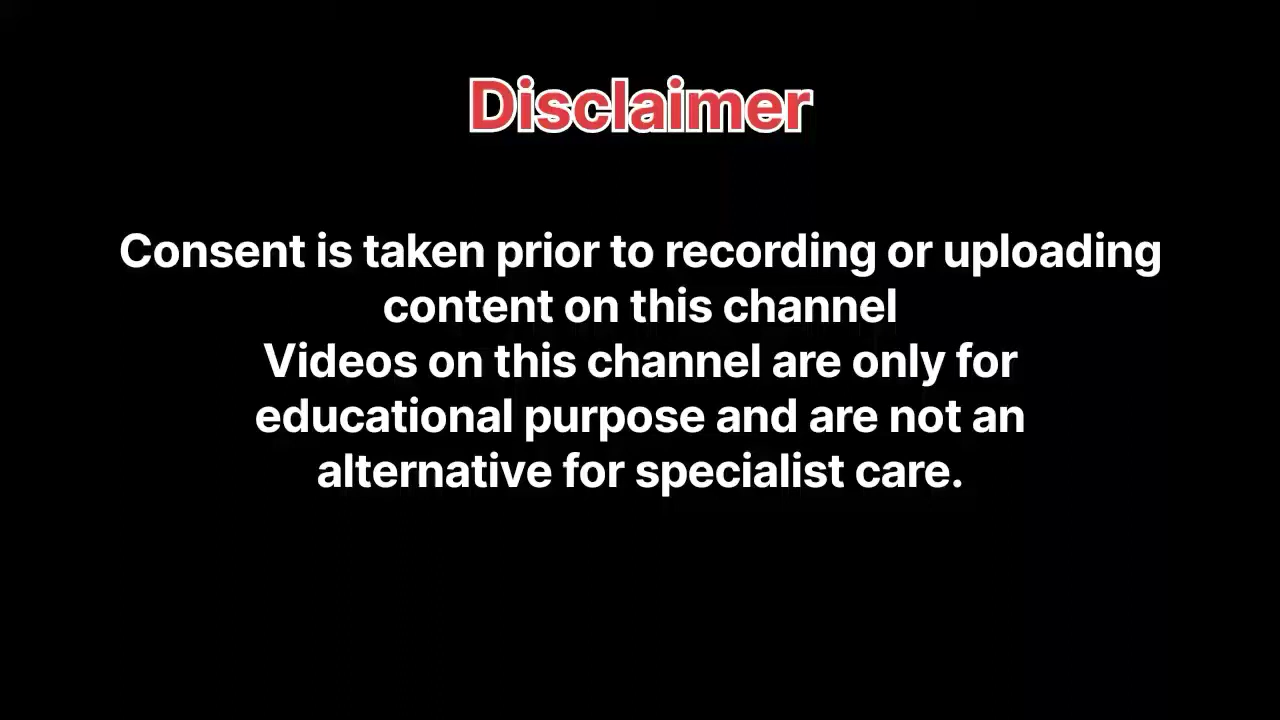 Disclaimer
Consent is taken prior to recording or uploading
content on this channel
Videos on this channel are only for
educational purpose and are not an
alternative for specialist care.